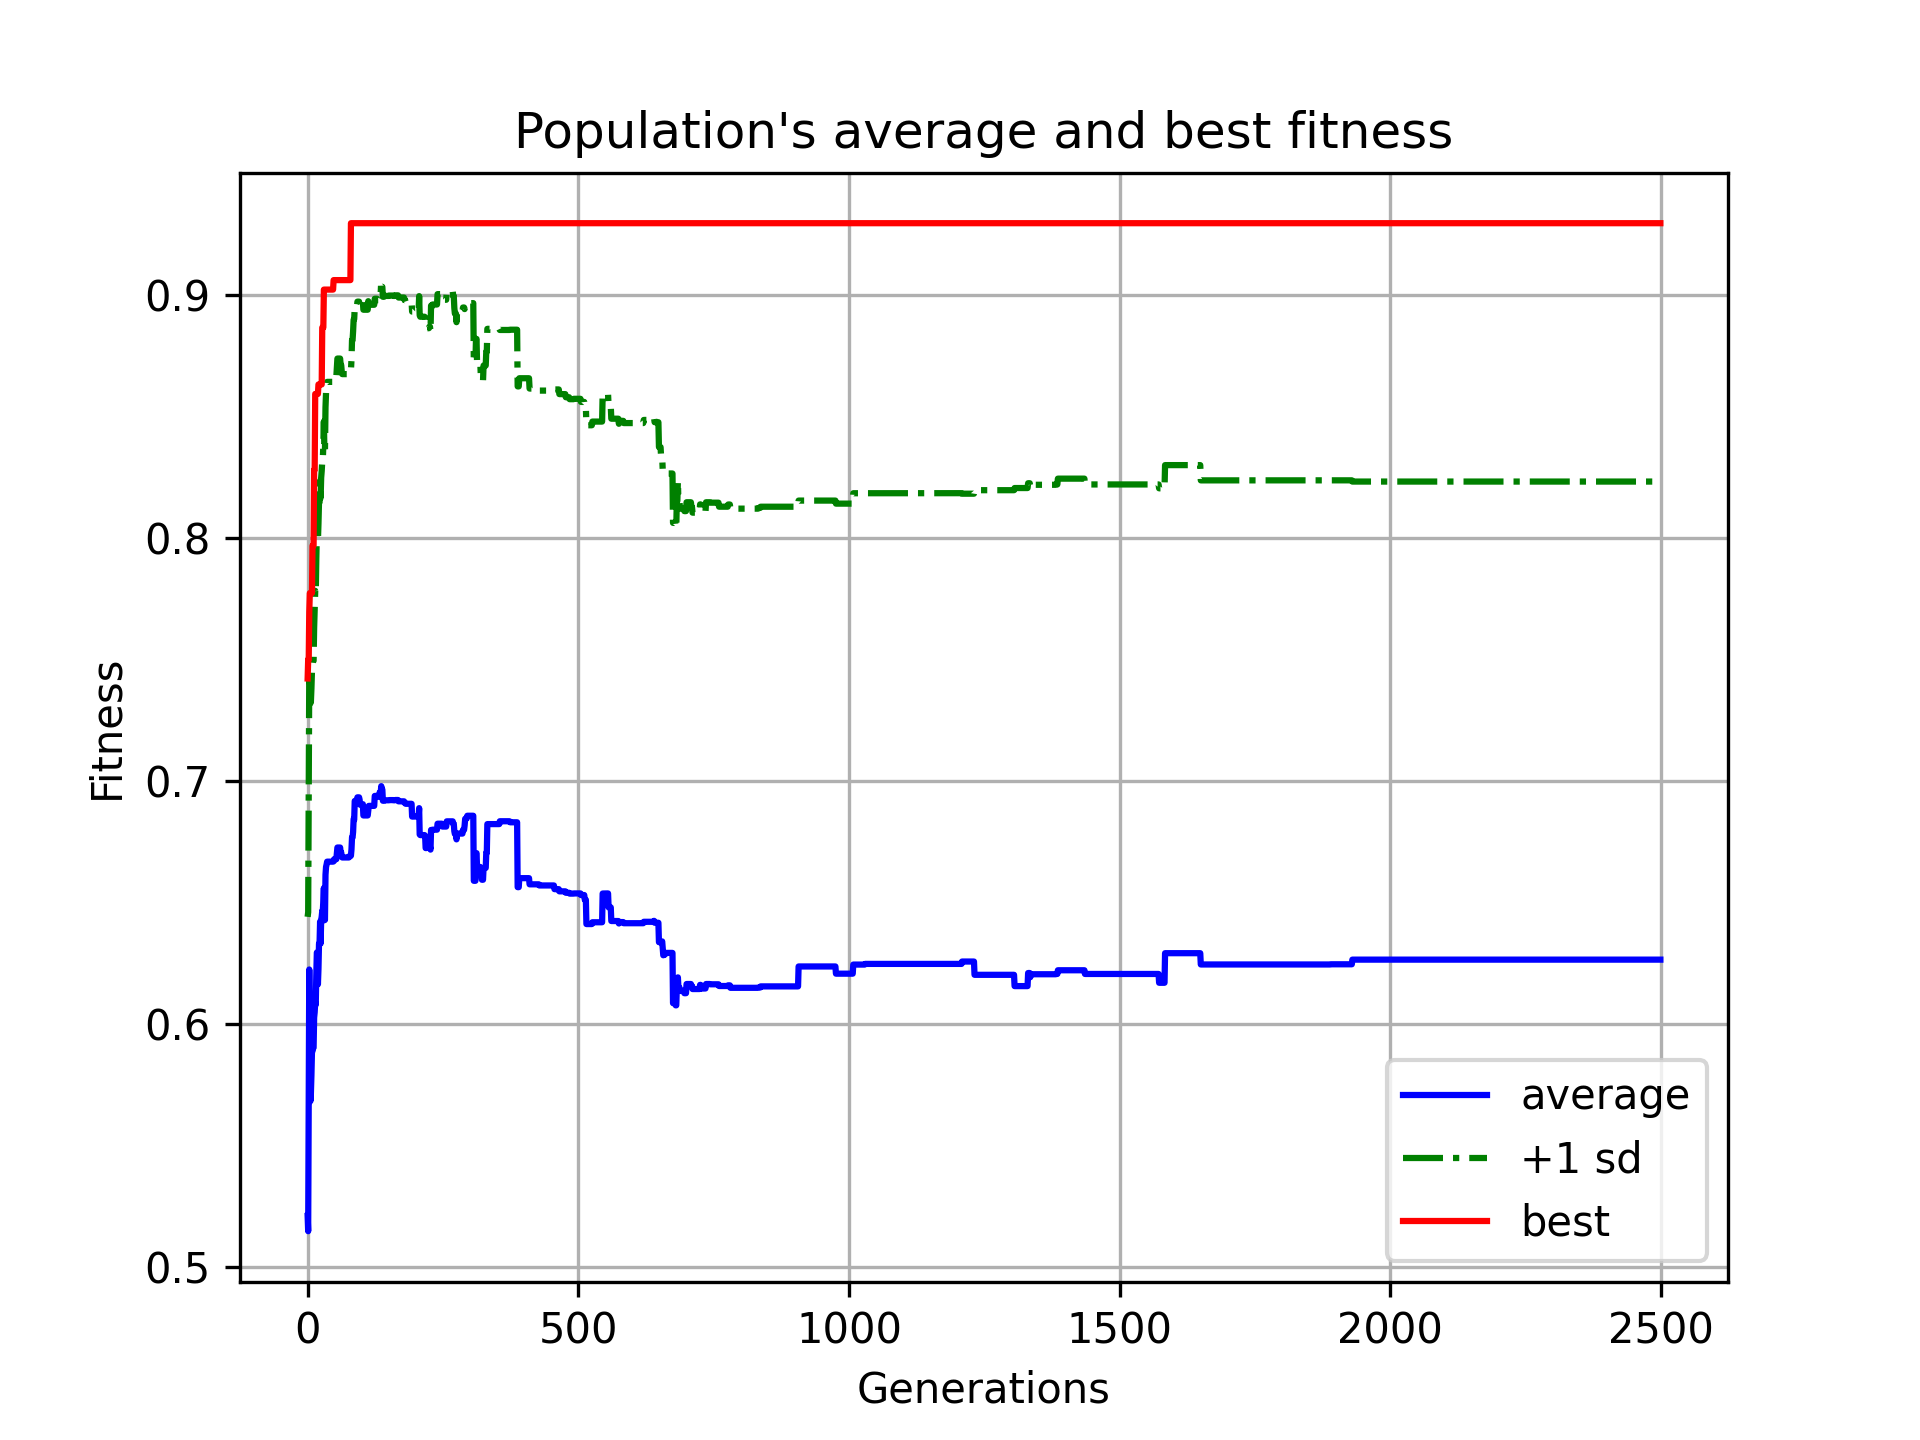 Population's average and best fitness
Fitness
0.9
0.8
0.7
0.6
0.5
0 500 1000 1500 2000 2500
Generations
average
+1 sd
best